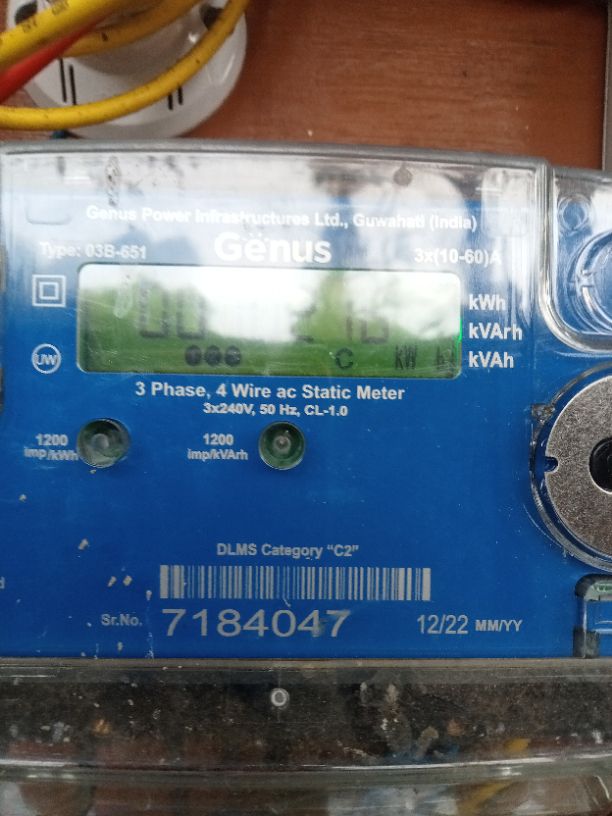 Genus Power Infrastructures Ltd., Guwahati (India)
Type: 03B-651
Genus
3x(10-60)A
kWh
kVArh
kVAh
UW
C kW
3 Phase, 4 Wire ac Static Meter
3x240V, 50 Hz, CL-1.0
1200
imp/kWh
1200
imp/kVArh
DLMS Category "C2"
Sr.No. 7184047 12/22 MM/YY